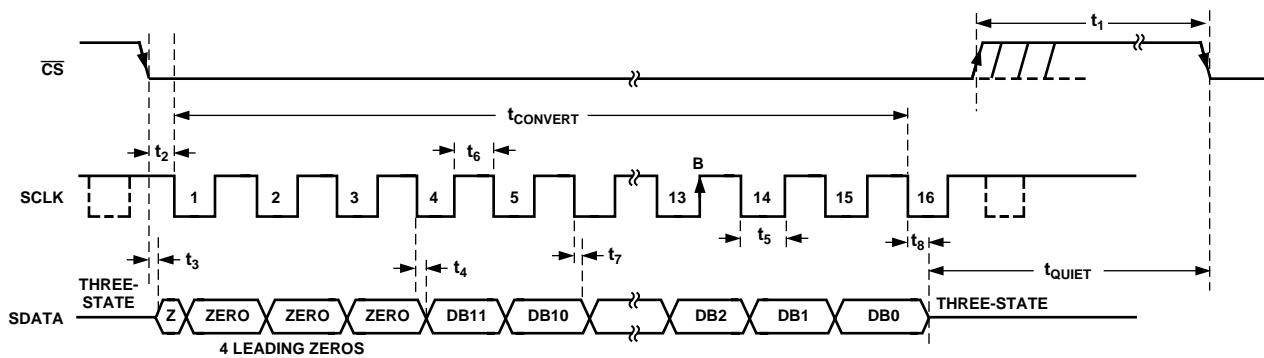 t1
CS
tCONVERT
t2
t6
B
SCLK
1 2 3 4 5 13 14 15 16
t5
t8
t3
t7
t4
tQUIET
THREE-
STATE
THREE-STATE
SDATA
Z ZERO ZERO ZERO DB11 DB10 DB2 DB1 DB0
4 LEADING ZEROS